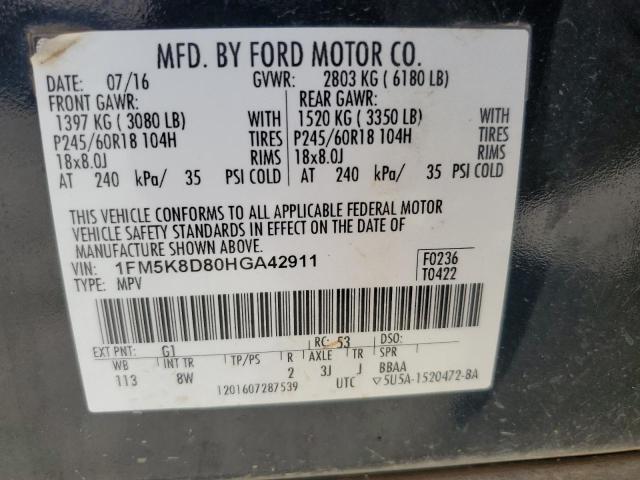 MFD. BY FORD MOTOR CO.
DATE: 07/16 GVWR: 2803 KG (6180 LB)
FRONT GAWR: REAR GAWR:
1397 KG (3080 LB) WITH 1520 KG (3350 LB) WITH
P245/60R18 104H TIRES P245/60R18 104H TIRES
18x8.0J RIMS 18x8.0J RIMS
AT 240 kPa/ 35 PSI COLD AT 240 kPa/ 35 PSI COLD
THIS VEHICLE CONFORMS TO ALL APPLICABLE FEDERAL MOTOR
VEHICLE SAFETY STANDARDS IN EFFECT ON THE DATE OF
MANUFACTURE SHOWN ABOVE.
VIN: 1FM5K8D80HGA42911 F0236
TYPE: MPV T0422
EXT PNT: G1 RC: 53 DSO:
WB INT TR TP/PS R AXLE TR SPR
113 8W 2 3J J BBAA
1201607287539 UTC ▽5U5A-1520472-BA